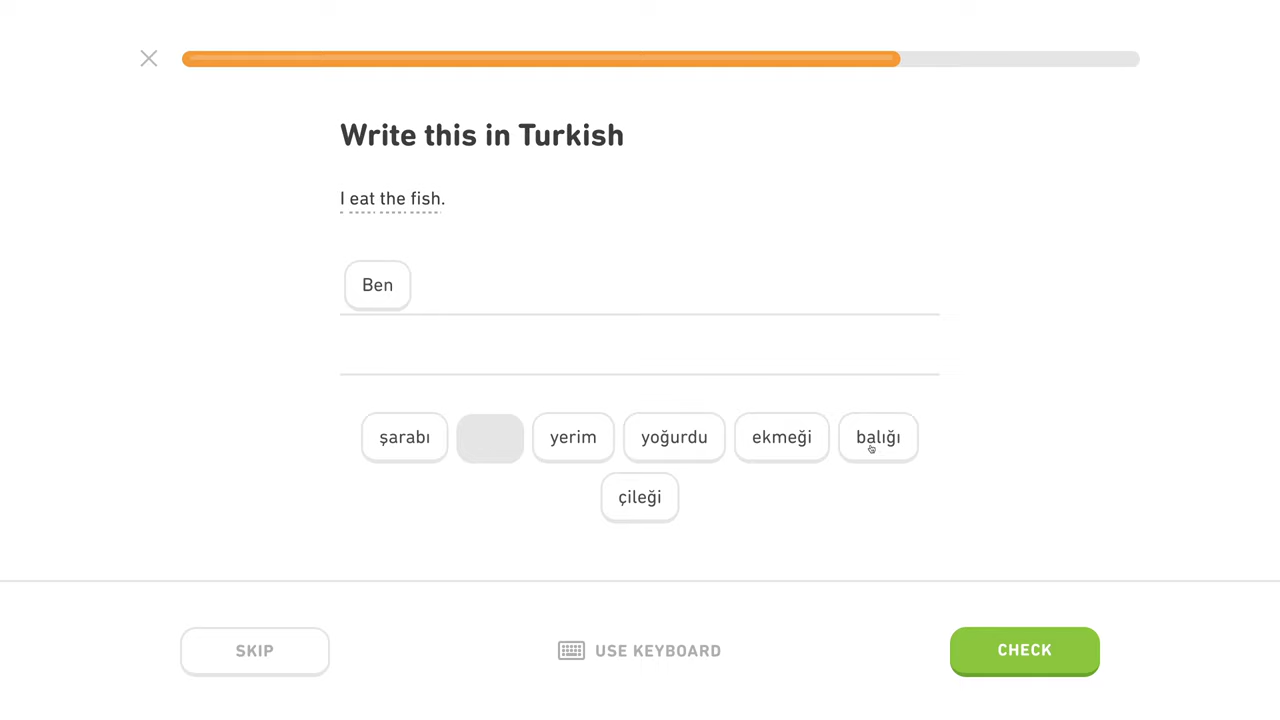 Write this in Turkish
I eat the fish.
Ben
şarabı yerim yoğurdu ekmeği balığı
çileği
SKIP USE KEYBOARD CHECK